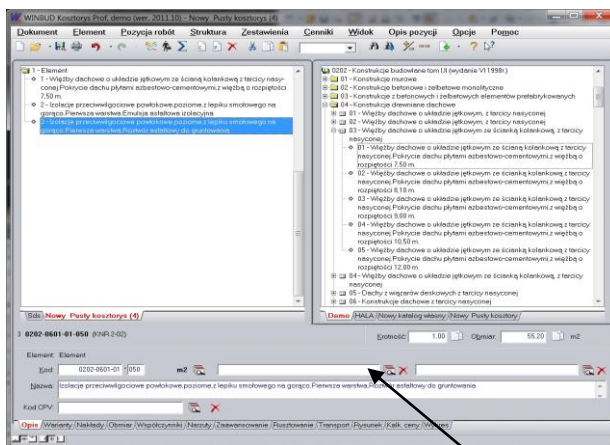 WINBUD Kosztorys Prof, demo (wer. 2011.10) - Nowy Pusty kosztorys (4)
Dokument Element Pozycja robót Struktura Zestawienia Cenniki Widok Opis pozycji Opcje Pomoc
1 - Element
1 - Więźby dachowe o układzie jętkowym ze ścianą kolankową z tarcicy nasy-
conej.Pokrycie dachu płytami azbestowo-cementowymi,z więźbą o rozpiętości
7,50 m.
2 - Izolacje przeciwwilgociowe powłokowe,poziome,z lepiku smołowego na
gorąco.Pierwsza warstwa.Emulsja asfaltowa izolacyjna
3 - Izolacje przeciwwilgociowe powłokowe,poziome,z lepiku smołowego na
gorąco.Pierwsza warstwa.Roztwór asfaltowy do gruntowania
Sds Nowy Pusty kosztorys (4)
0202 - Konstrukcje budowlane tom I,II (wydanie VI 1998r.)
01 - Konstrukcje murowe
02 - Konstrukcje betonowe i żelbetowe monolityczne
03 - Konstrukcje z betonowych i żelbetowych elementów prefabrykowanych
04 - Konstrukcje drewniane dachowe
01 - Więźby dachowe o układzie jętkowym, z tarcicy nasyconej
02 - Więźby dachowe o układzie jętkowym, z tarcicy nasyconej
03 - Więźby dachowe o układzie jętkowym ze ścianą kolankową, z tarcicy
nasyconej
01 - Więźby dachowe o układzie jętkowym ze ścianą kolankową, z tarcicy
nasyconej.Pokrycie dachu płytami azbestowo-cementowymi,z więźbą o
rozpiętości 7,50 m.
02 - Więźby dachowe o układzie jętkowym ze ścianką kolankową, z tarcicy
nasyconej.Pokrycie dachu płytami azbestowo-cementowymi,z więźbą o
rozpiętości 8,10 m.
03 - Więźby dachowe o układzie jętkowym ze ścianką kolankową, z tarcicy
nasyconej.Pokrycie dachu płytami azbestowo-cementowymi,z więźbą o
rozpiętości 9,00 m.
04 - Więźby dachowe o układzie jętkowym ze ścianką kolankową, z tarcicy
nasyconej.Pokrycie dachu płytami azbestowo-cementowymi,z więźbą o
rozpiętości 10,50 m.
05 - Więźby dachowe o układzie jętkowym ze ścianką kolankową, z tarcicy
nasyconej.Pokrycie dachu płytami azbestowo-cementowymi,z więźbą o
rozpiętości 12,00 m.
04 - Więźby dachowe o układzie jętkowym ze ścianką kolankową, z tarcicy
nasyconej
05 - Dachy z wiązarów deskowych z tarcicy nasyconej
06 - Konstrukcje dachowe z tarcicy nasyconej
Demo HALA Nowy katalog własny Nowy Pusty kosztorys
3 0202-0601-01-050 (KNR 2-02) Krotność: 1,00 Obmiar: 55,20 m2
Element: Element
Kod 0202-0601-01 * 050 m2
Nazwa: Izolacje przeciwwilgociowe powłokowe,poziome,z lepiku smołowego na gorąco.Pierwsza warstwa.Roztwór asfaltowy do gruntowania
Kod CPV:
Opis Warianty Nakłady Obmiar Współczynniki Narzuty Zaawansowanie Rusztowanie Transport Rysunek Kalk. ceny Wykres